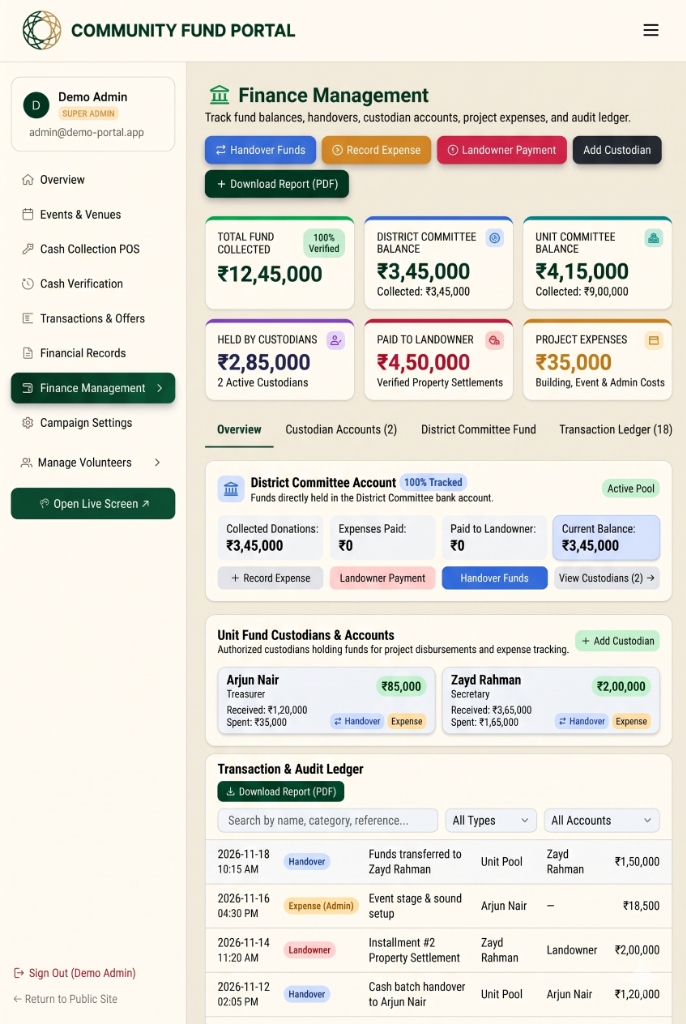 COMMUNITY FUND PORTAL
D
Demo Admin
SUPER ADMIN
admin@demo-portal.app
Overview
Events & Venues
Cash Collection POS
Cash Verification
Transactions & Offers
Financial Records
Finance Management
Campaign Settings
Manage Volunteers
Open Live Screen ↗
Sign Out (Demo Admin)
← Return to Public Site
Finance Management
Track fund balances, handovers, custodian accounts, project expenses, and audit ledger.
Handover Funds
Record Expense
Landowner Payment
Add Custodian
+ Download Report (PDF)
TOTAL FUND
COLLECTED
100%
Verified
₹12,45,000
DISTRICT COMMITTEE
BALANCE
₹3,45,000
Collected: ₹3,45,000
UNIT COMMITTEE
BALANCE
₹4,15,000
Collected: ₹9,00,000
HELD BY CUSTODIANS
₹2,85,000
2 Active Custodians
PAID TO LANDOWNER
₹4,50,000
Verified Property Settlements
PROJECT EXPENSES
₹35,000
Building, Event & Admin Costs
Overview
Custodian Accounts (2)
District Committee Fund
Transaction Ledger (18)
District Committee Account
100% Tracked
Funds directly held in the District Committee bank account.
Active Pool
Collected Donations:
₹3,45,000
Expenses Paid:
₹0
Paid to Landowner:
₹0
Current Balance:
₹3,45,000
+ Record Expense
Landowner Payment
Handover Funds
View Custodians (2) →
Unit Fund Custodians & Accounts
Authorized custodians holding funds for project disbursements and expense tracking.
+ Add Custodian
Arjun Nair
Treasurer
₹85,000
Received: ₹1,20,000
Spent: ₹35,000
Handover
Expense
Zayd Rahman
Secretary
₹2,00,000
Received: ₹3,65,000
Spent: ₹1,65,000
Handover
Expense
Transaction & Audit Ledger
Download Report (PDF)
Search by name, category, reference...
All Types
All Accounts
2026-11-18
10:15 AM
Handover
Funds transferred to
Zayd Rahman
Unit Pool
Zayd
Rahman
₹1,50,000
2026-11-16
04:30 PM
Expense (Admin)
Event stage & sound
setup
Arjun Nair
—
₹18,500
2026-11-14
11:20 AM
Landowner
Installment #2
Property Settlement
Zayd
Rahman
Landowner
₹2,00,000
2026-11-12
02:05 PM
Handover
Cash batch handover
to Arjun Nair
Unit Pool
Arjun Nair
₹1,20,000